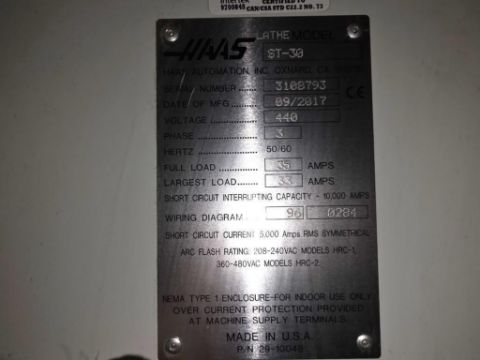 Intertek
9700845
CERTIFIED TO
CAN/CSA STD C22.2 NO. 73
HAAS
LATHE MODEL
ST-30
HAAS AUTOMATION, INC. OXNARD, CA
SERIAL NUMBER 3108793
DATE OF MFG 09/2017
CE
VOLTAGE 440
PHASE 3
HERTZ 50/60
FULL LOAD 35 AMPS
LARGEST LOAD 33 AMPS
SHORT CIRCUIT INTERRUPTING CAPACITY - 10,000 AMPS
WIRING DIAGRAM 96 0284
SHORT CIRCUIT CURRENT 5,000 Amps. RMS SYMMETRICAL
ARC FLASH RATING: 208-240VAC MODELS HRC-1,
360-480VAC MODELS HRC-2.
NEMA TYPE 1 ENCLOSURE-FOR INDOOR USE ONLY
OVER CURRENT PROTECTION PROVIDED
AT MACHINE SUPPLY TERMINALS.
MADE IN U.S.A.
P/N 29-10048